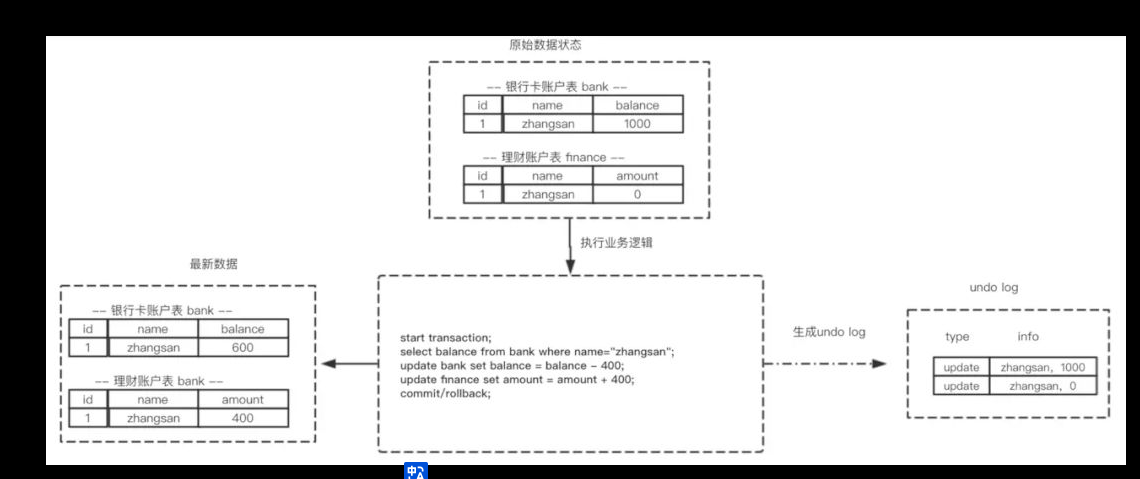 原始数据状态
-- 银行卡账户表 bank --
id name balance
1 zhangsan 1000
-- 理财账户表 finance --
id name amount
1 zhangsan 0
执行业务逻辑
最新数据
-- 银行卡账户表 bank --
id name balance
1 zhangsan 600
-- 理财账户表 bank --
id name amount
1 zhangsan 400
start transaction;
select balance from bank where name="zhangsan";
update bank set balance = balance - 400;
update finance set amount = amount + 400;
commit/rollback;
生成undo log
undo log
type info
update zhangsan, 1000
update zhangsan, 0
中
A